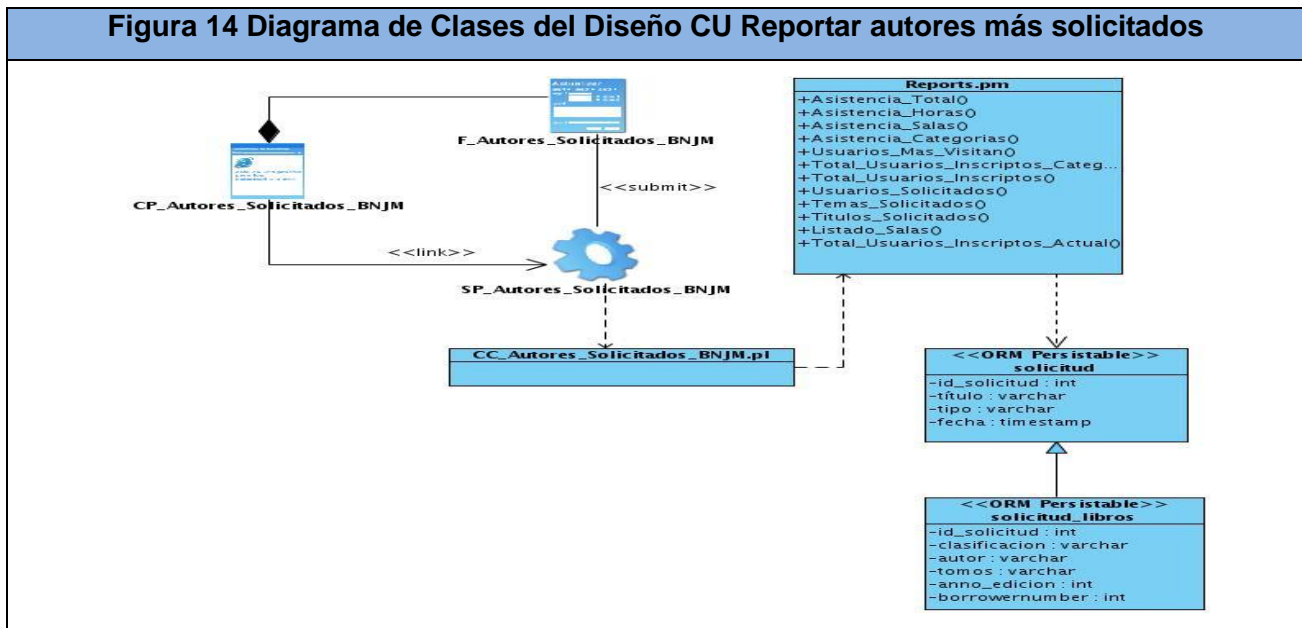 Figura 14 Diagrama de Clases del Diseño CU Reportar autores más solicitados
F_Autores_Solicitados_BNJM
CP_Autores_Solicitados_BNJM
<<submit>>
<<link>>
SP_Autores_Solicitados_BNJM
CC_Autores_Solicitados_BNJM.pl
Reports.pm
+Asistencia_Total()
+Asistencia_Horas()
+Asistencia_Salas()
+Asistencia_Categorias()
+Usuarios_Mas_Visitan()
+Total_Usuarios_Inscriptos_Categ...
+Total_Usuarios_Inscriptos()
+Usuarios_Solicitados()
+Temas_Solicitados()
+Titulos_Solicitados()
+Listado_Salas()
+Total_Usuarios_Inscriptos_Actual()
<<ORM Persistable>>
solicitud
-id_solicitud : int
-título : varchar
-tipo : varchar
-fecha : timestamp
<<ORM Persistable>>
solicitud_libros
-id_solicitud : int
-clasificacion : varchar
-autor : varchar
-tomos : varchar
-anno_edicion : int
-borrowernumber : int